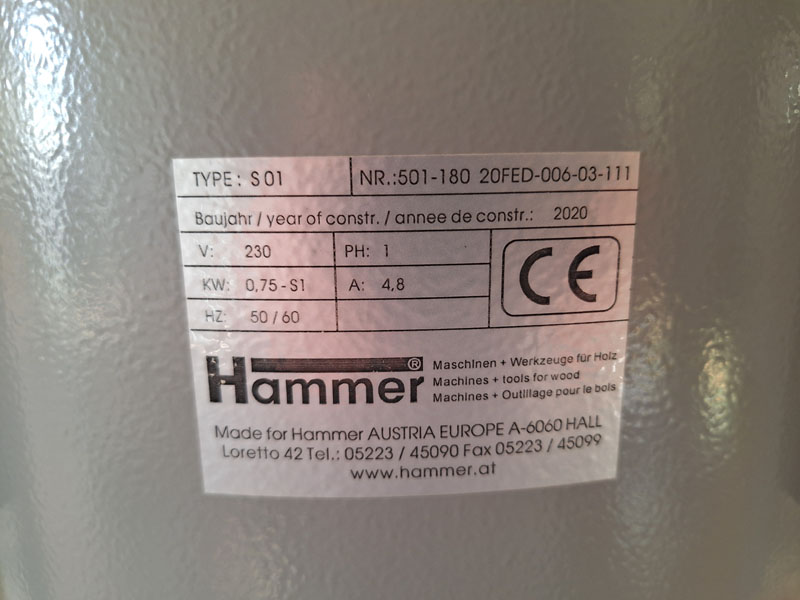 TYPE: S01 NR.:501-180 20FED-006-03-111
Baujahr / year of constr. / annee de constr.: 2020
V: 230 PH: 1
KW: 0,75-S1 A: 4,8
HZ: 50/60
CE
Hammer®
Maschinen + Werkzeuge für Holz
Machines + tools for wood
Machines + Outillage pour le bois
Made for Hammer AUSTRIA EUROPE A-6060 HALL
Loretto 42 Tel.: 05223 / 45090 Fax 05223 / 45099
www.hammer.at